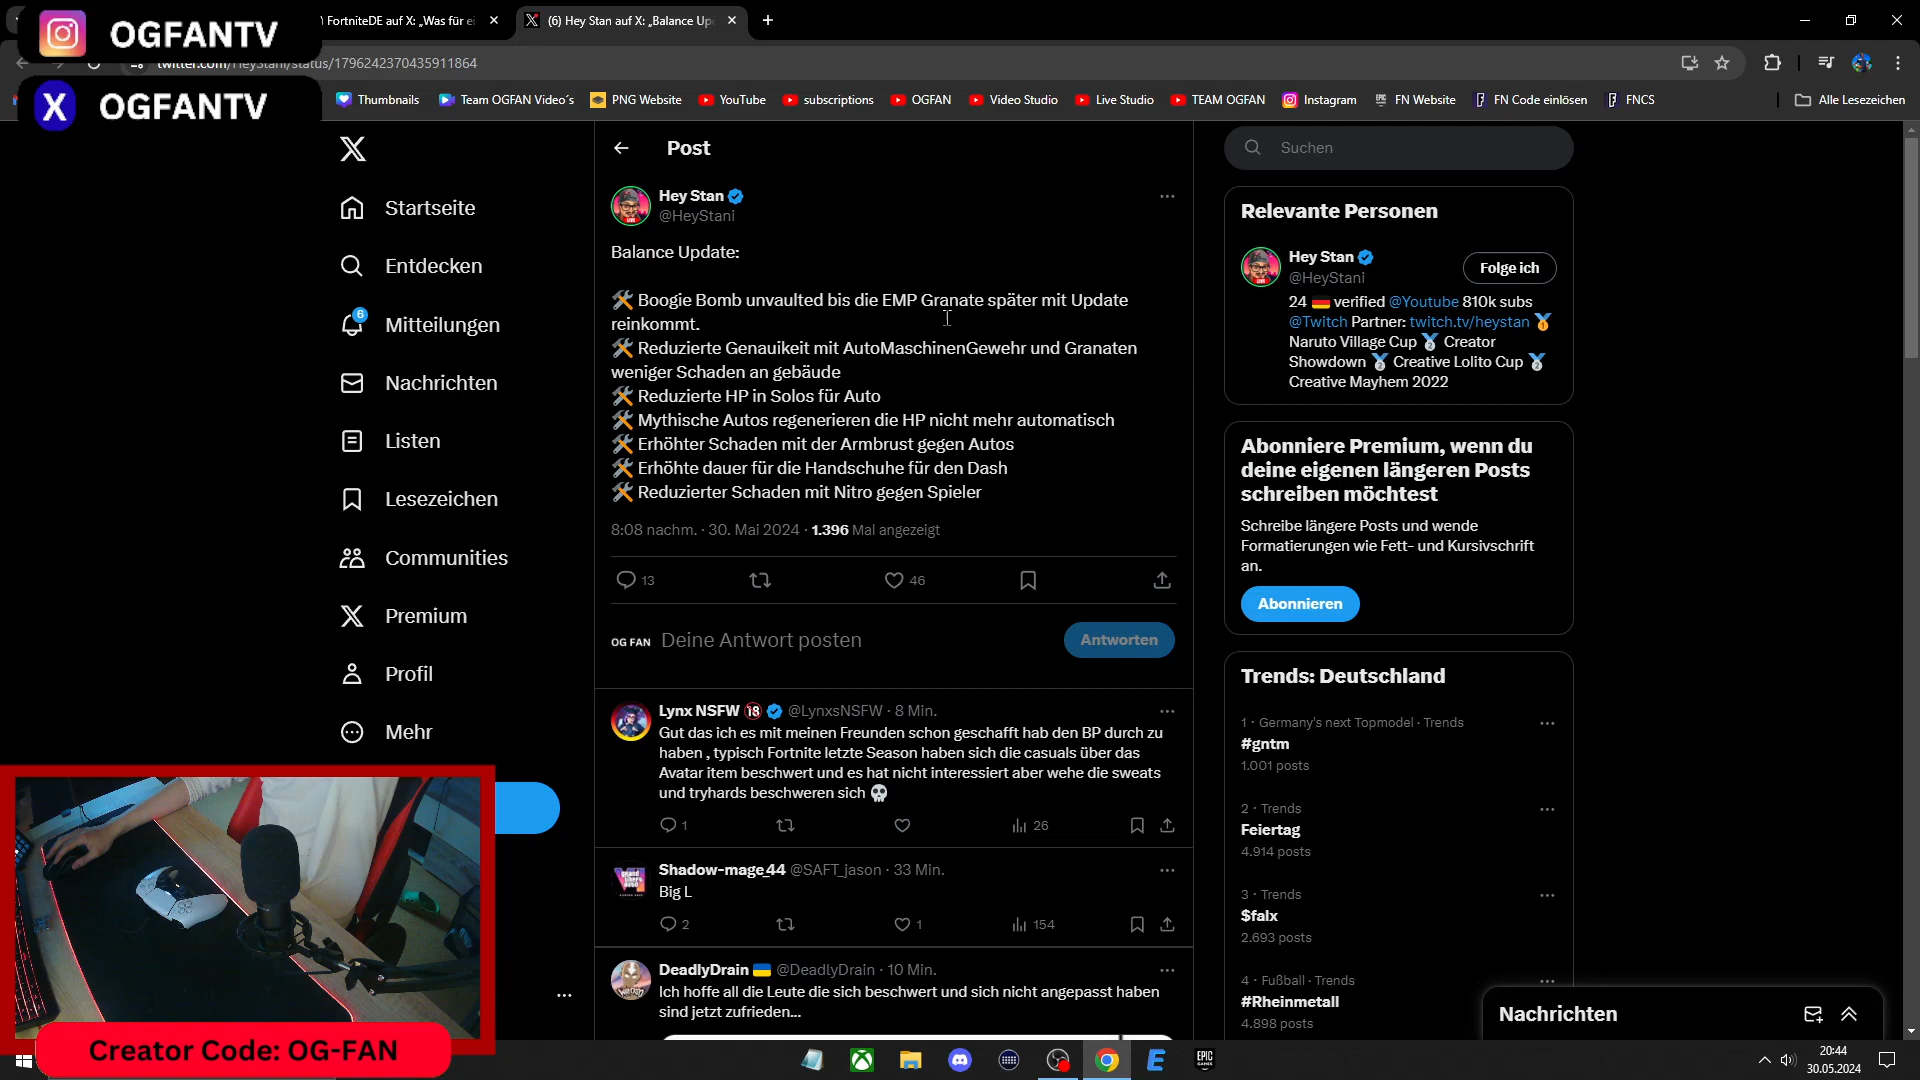 OGFANTV
OGFANTV
FortniteDE auf X: „Was für ei
(6) Hey Stan auf X: „Balance Up
twitter.com/HeyStani/status/1796242370435911864
Thumbnails
Team OGFAN Video´s
PNG Website
YouTube
subscriptions
OGFAN
Video Studio
Live Studio
TEAM OGFAN
Instagram
FN Website
FN Code einlösen
FNCS
Alle Lesezeichen
Startseite
Entdecken
6
Mitteilungen
Nachrichten
Listen
Lesezeichen
Communities
Premium
Profil
Mehr
Post
Hey Stan
@HeyStani
Balance Update:
🛠 Boogie Bomb unvaulted bis die EMP Granate später mit Update
reinkommt.
🛠 Reduzierte Genauikeit mit AutoMaschinenGewehr und Granaten
weniger Schaden an gebäude
🛠 Reduzierte HP in Solos für Auto
🛠 Mythische Autos regenerieren die HP nicht mehr automatisch
🛠 Erhöhter Schaden mit der Armbrust gegen Autos
🛠 Erhöhte dauer für die Handschuhe für den Dash
🛠 Reduzierter Schaden mit Nitro gegen Spieler
8:08 nachm. · 30. Mai 2024 · 1.396 Mal angezeigt
13
46
OG FAN
Deine Antwort posten
Antworten
Lynx NSFW 🔞 @LynxsNSFW · 8 Min.
Gut das ich es mit meinen Freunden schon geschafft hab den BP durch zu
haben , typisch Fortnite letzte Season haben sich die casuals über das
Avatar item beschwert und es hat nicht interessiert aber wehe die sweats
und tryhards beschweren sich 💀
1
26
Shadow-mage_44 @SAFT_jason · 33 Min.
Big L
2
1
154
DeadlyDrain 🇺🇦 @DeadlyDrain · 10 Min.
Ich hoffe all die Leute die sich beschwert und sich nicht angepasst haben
sind jetzt zufrieden...
Suchen
Relevante Personen
Hey Stan
@HeyStani
Folge ich
24 🇩🇪 verified @Youtube 810k subs
@Twitch Partner: twitch.tv/heystan 🥇
Naruto Village Cup 🥈 Creator
Showdown 🥈 Creative Lolito Cup 🥈
Creative Mayhem 2022
Abonniere Premium, wenn du
deine eigenen längeren Posts
schreiben möchtest
Schreibe längere Posts und wende
Formatierungen wie Fett- und Kursivschrift
an.
Abonnieren
Trends: Deutschland
1 · Germany's next Topmodel · Trends
#gntm
1.001 posts
2 · Trends
Feiertag
4.914 posts
3 · Trends
$falx
2.693 posts
4 · Fußball · Trends
#Rheinmetall
4.898 posts
Nachrichten
Creator Code: OG-FAN
EPIC
GAMES
20:44
30.05.2024